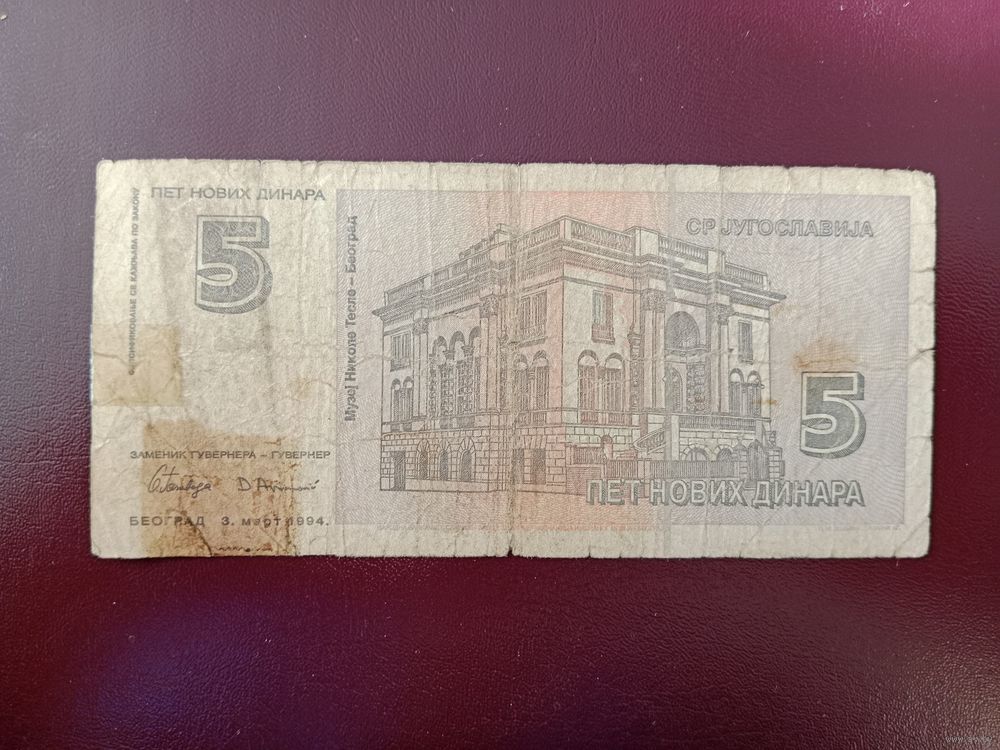 ПЕТ НОВИХ ДИНАРА
5
ФАЛСИФИКОВАЊЕ СЕ КАЖЊАВА ПО ЗАКОНУ
ЗАМЕНИК ГУВЕРНЕРА – ГУВЕРНЕР
БЕОГРАД 3. март 1994.
Музеј Николе Тесле – Београд
СР ЈУГОСЛАВИЈА
5
ПЕТ НОВИХ ДИНАРА